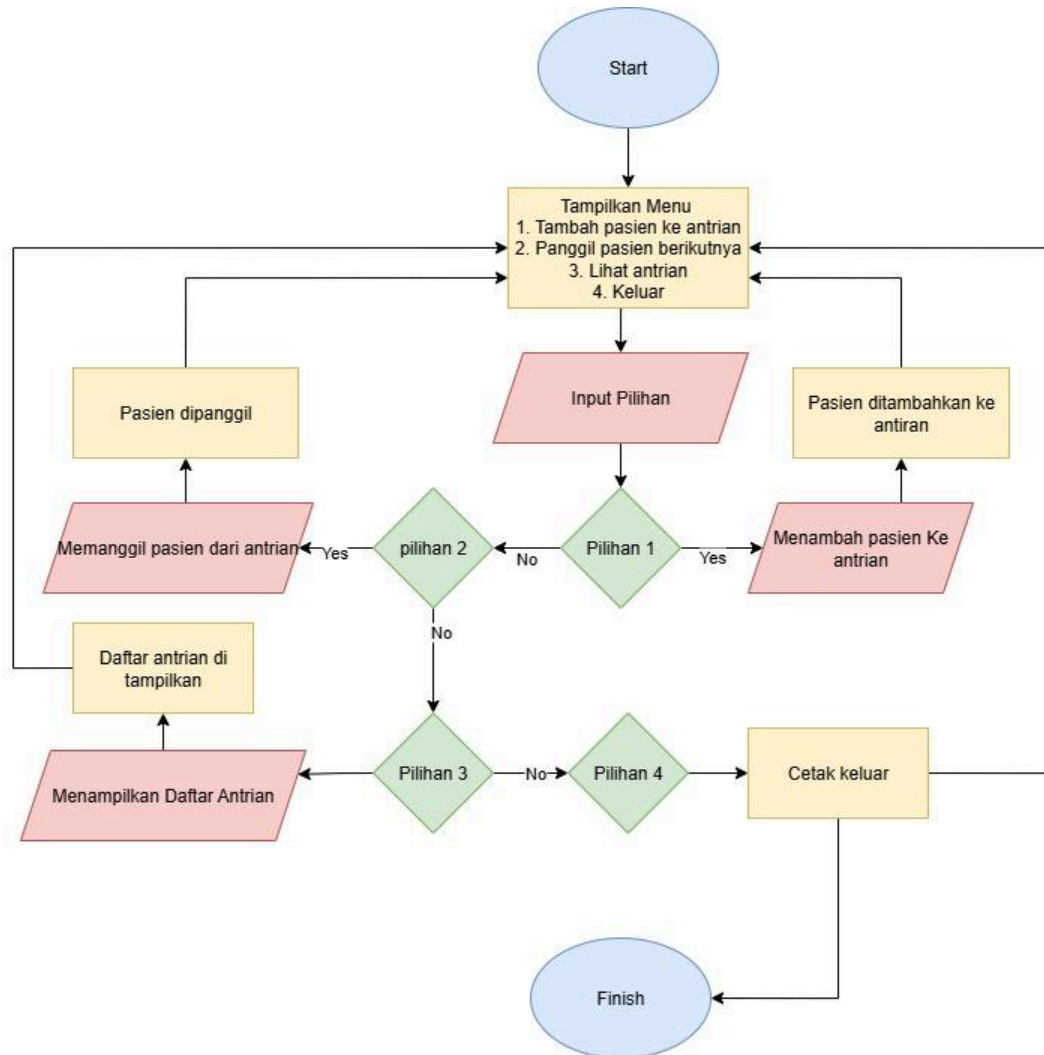 Start
Tampilkan Menu
1. Tambah pasien ke antrian
2. Panggil pasien berikutnya
3. Lihat antrian
4. Keluar
Pasien dipanggil
Input Pilihan
Pasien ditambahkan ke
antiran
Memanggil pasien dari antrian
Yes
pilihan 2
No
Pilihan 1
Yes
Menambah pasien Ke
antrian
No
Daftar antrian di
tampilkan
Menampilkan Daftar Antrian
Pilihan 3
No
Pilihan 4
Cetak keluar
Finish